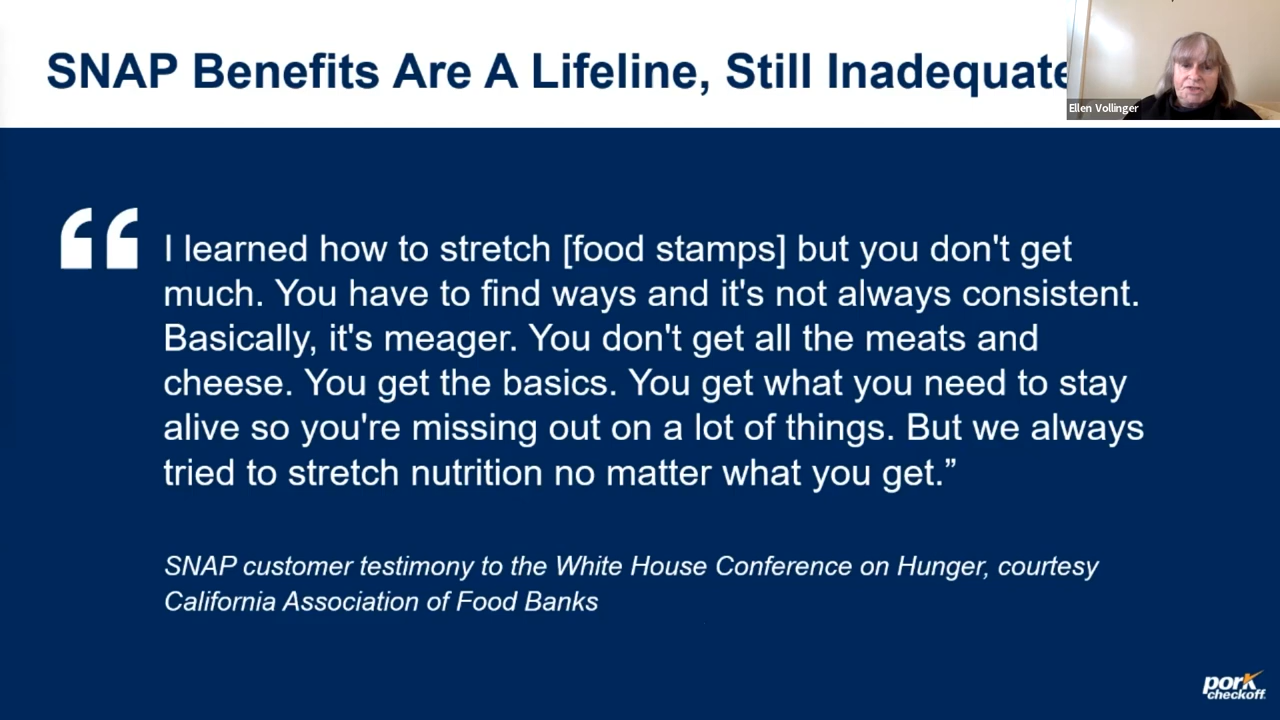 SNAP Benefits Are A Lifeline, Still Inadequate
Ellen Vollinger
“
I learned how to stretch [food stamps] but you don't get
much. You have to find ways and it's not always consistent.
Basically, it's meager. You don't get all the meats and
cheese. You get the basics. You get what you need to stay
alive so you're missing out on a lot of things. But we always
tried to stretch nutrition no matter what you get.”
SNAP customer testimony to the White House Conference on Hunger, courtesy
California Association of Food Banks
pork
checkoff